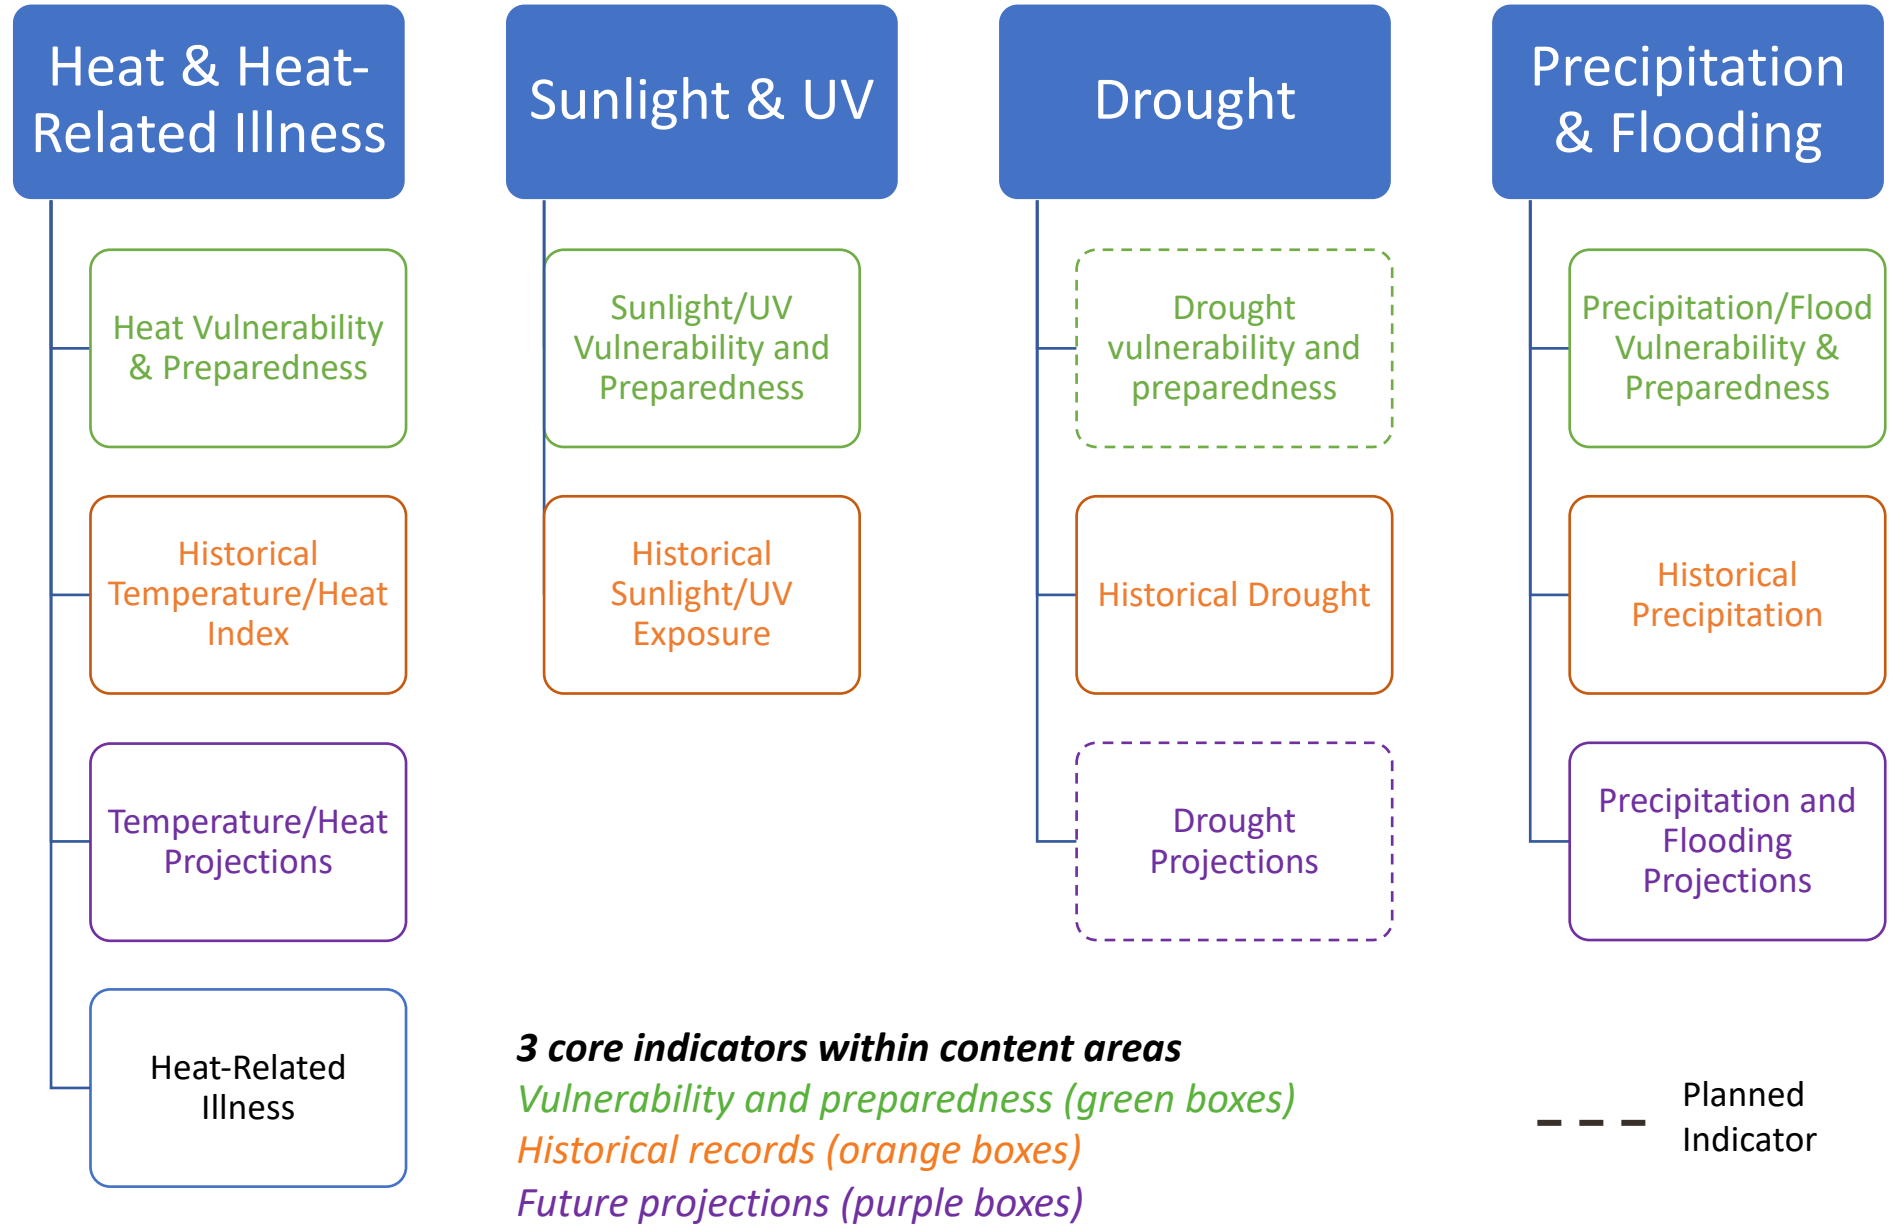 Heat & Heat-
Related Illness
Heat Vulnerability
& Preparedness
Historical
Temperature/Heat
Index
Temperature/Heat
Projections
Heat-Related
Illness
Sunlight & UV
Sunlight/UV
Vulnerability and
Preparedness
Historical
Sunlight/UV
Exposure
Drought
Drought
vulnerability and
preparedness
Historical Drought
Drought
Projections
Precipitation
& Flooding
Precipitation/Flood
Vulnerability &
Preparedness
Historical
Precipitation
Precipitation and
Flooding
Projections
3 core indicators within content areas
Vulnerability and preparedness (green boxes)
Historical records (orange boxes)
Future projections (purple boxes)
Planned
Indicator